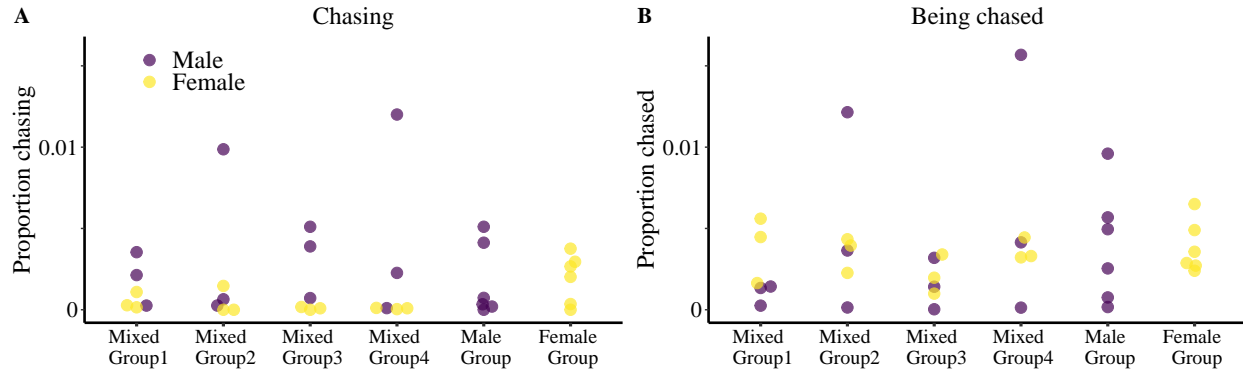 A
Chasing
Male
Female
Proportion chasing
0.01
0
Mixed Group1
Mixed Group2
Mixed Group3
Mixed Group4
Male Group
Female Group
B
Being chased
Proportion chased
0.01
0
Mixed Group1
Mixed Group2
Mixed Group3
Mixed Group4
Male Group
Female Group